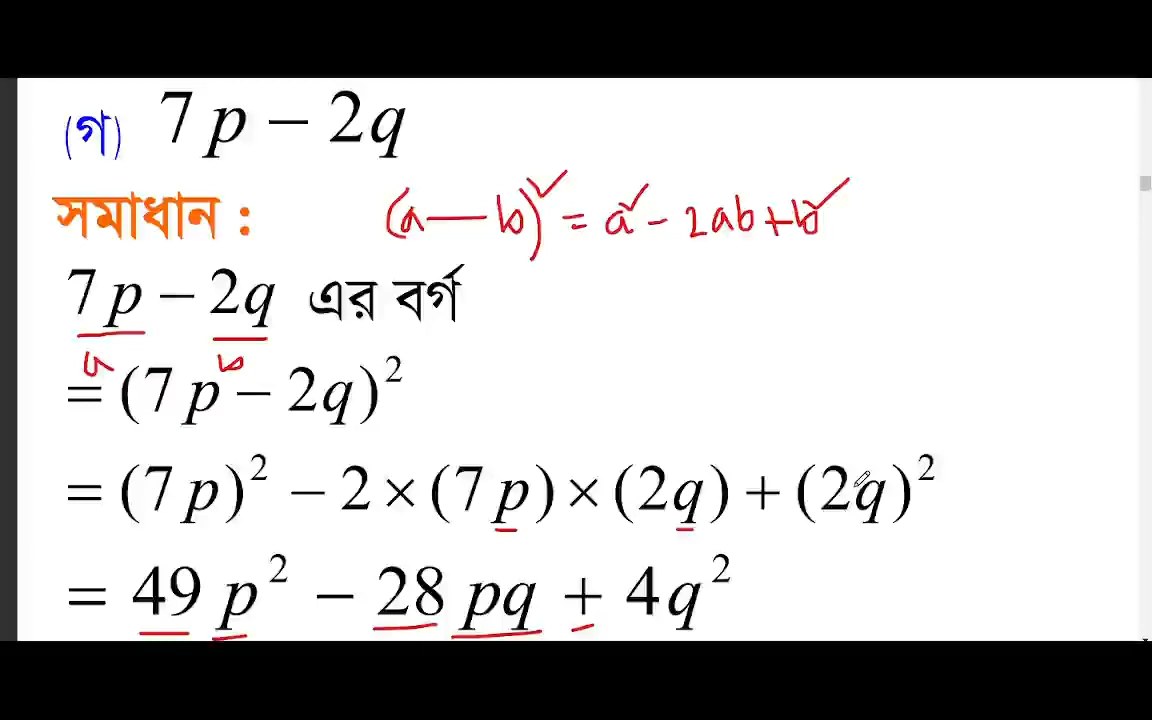 (গ) 7p − 2q
সমাধান :
(a — b)² = a² - 2ab + b²
7p − 2q এর বর্গ
a b
= (7p − 2q)²
= (7p)² − 2 × (7p) × (2q) + (2q)²
= 49p² − 28pq + 4q²